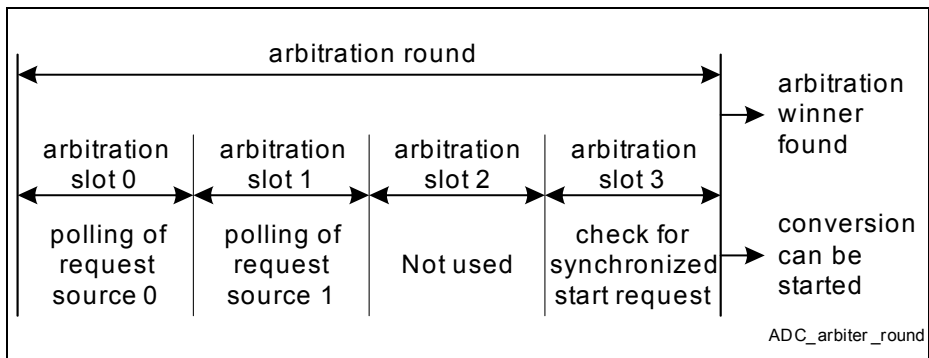 arbitration round
arbitration
winner
found
arbitration
slot 0
arbitration
slot 1
arbitration
slot 2
arbitration
slot 3
polling of
request
source 0
polling of
request
source 1
Not used
check for
synchronized
start request
conversion
can be
started
ADC_arbiter_round